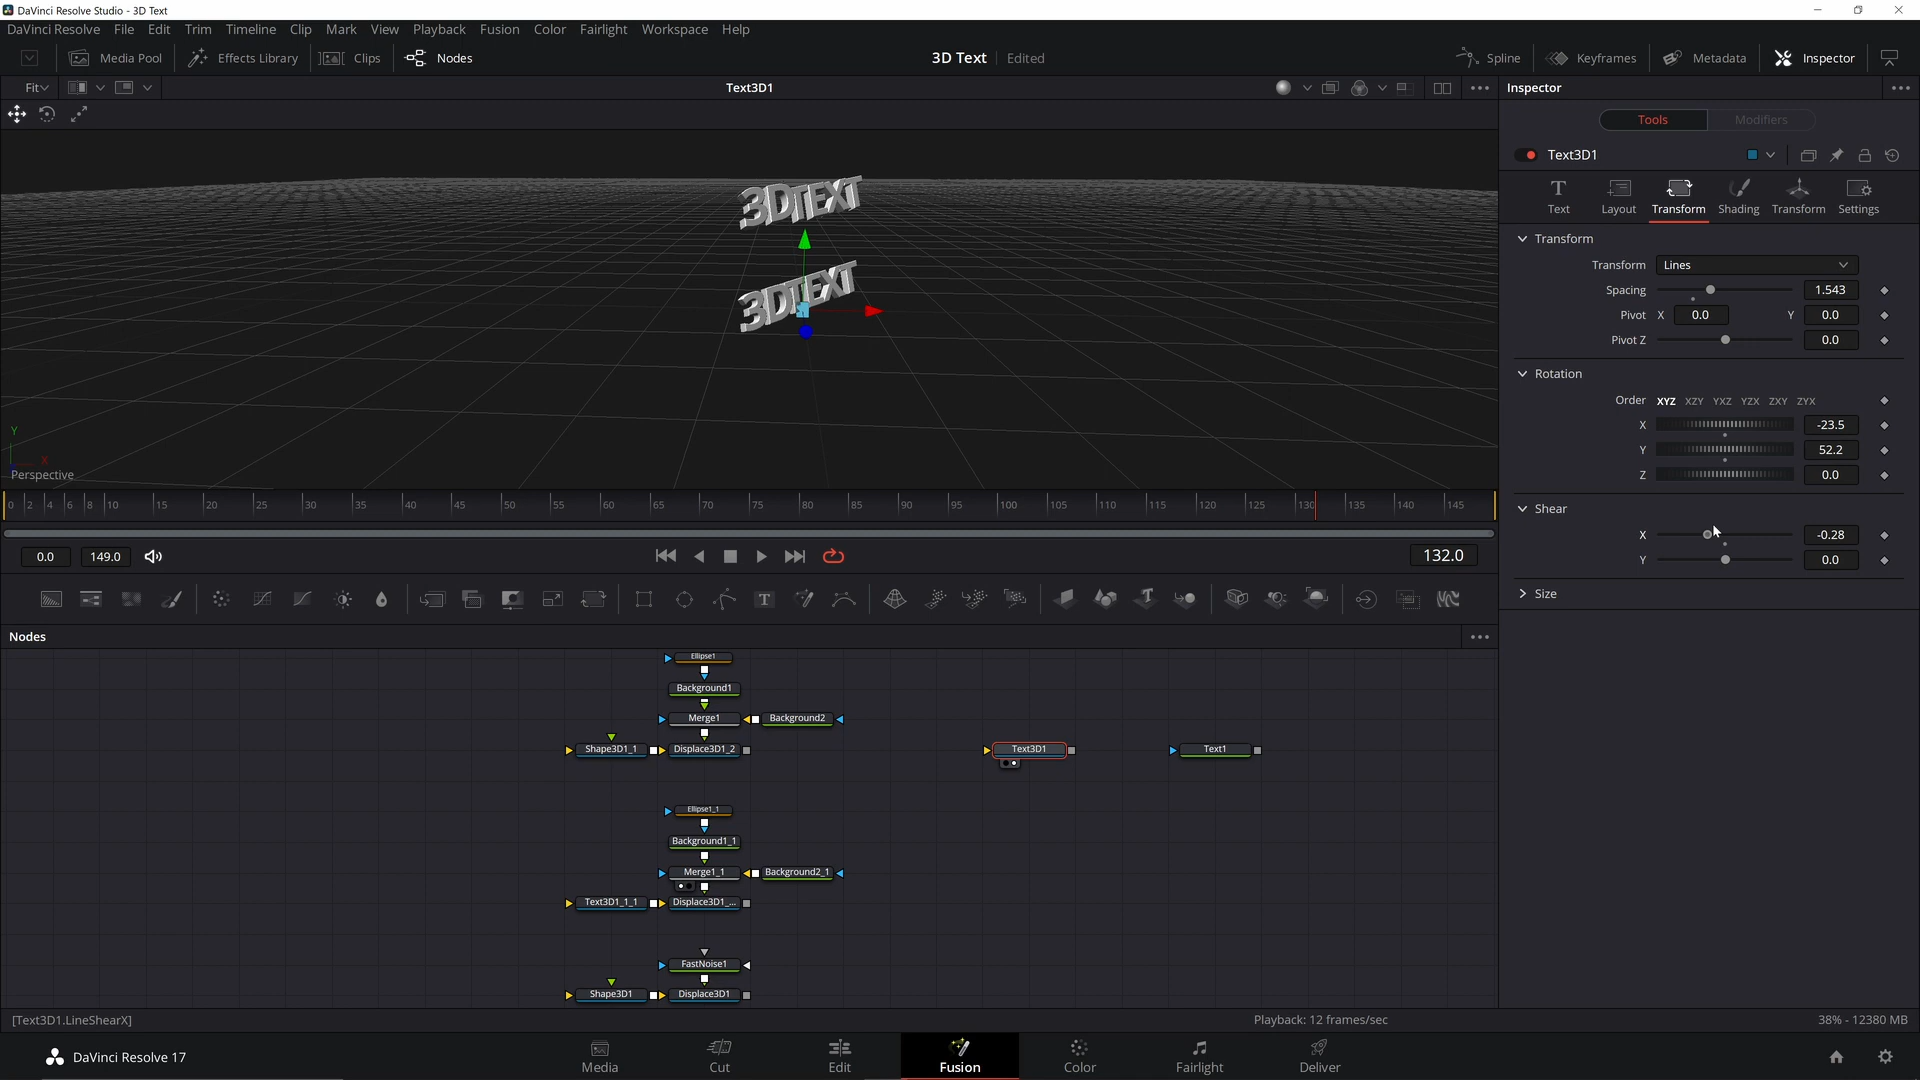 DaVinci Resolve Studio - 3D Text
DaVinci Resolve File Edit Trim Timeline Clip Mark View Playback Fusion Color Fairlight Workspace Help
Media Pool Effects Library Clips Nodes 3D Text Edited Spline Keyframes Metadata Inspector
Fit Text3D1 Inspector
Tools Modifiers
Text3D1
Text Layout Transform Shading Transform Settings
3DTEXT
3DTEXT
Transform
Transform Lines
Spacing 1.543
Pivot X 0.0 Y 0.0
Pivot Z 0.0
Rotation
Order XYZ XZY YXZ YZX ZXY ZYX
X -23.5
Y 52.2
Z 0.0
Shear
X -0.28
Y 0.0
Size
Y
X
Perspective
0 2 4 6 8 10 15 20 25 30 35 40 45 50 55 60 65 70 75 80 85 90 95 100 105 110 115 120 125 130 135 140 145
0.0 149.0 132.0
Nodes
Ellipse1
Background1
Merge1 Background2
Shape3D1_1 Displace3D1_2 Text3D1 Text1
Ellipse1_1
Background1_1
Merge1_1 Background2_1
Text3D1_1_1 Displace3D1_...
FastNoise1
Shape3D1 Displace3D1
[Text3D1.LineShearX] Playback: 12 frames/sec 38% - 12380 MB
DaVinci Resolve 17 Media Cut Edit Fusion Color Fairlight Deliver